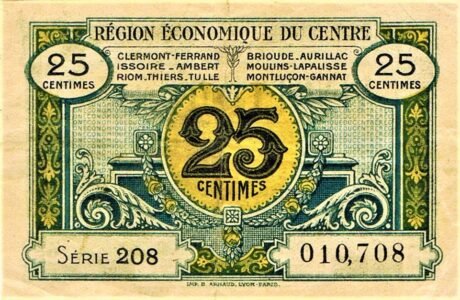 RÉGION ÉCONOMIQUE DU CENTRE
CLERMONT-FERRAND
ISSOIRE - AMBERT
RIOM.THIERS.TULLE
BRIOUDE - AURILLAC
MOULINS-LAPALISSE
MONTLUÇON-GANNAT
25
CENTIMES
25
CENTIMES
25
CENTIMES
SÉRIE 208
010,708
IMP. B. ARNAUD, LYON-PARIS.